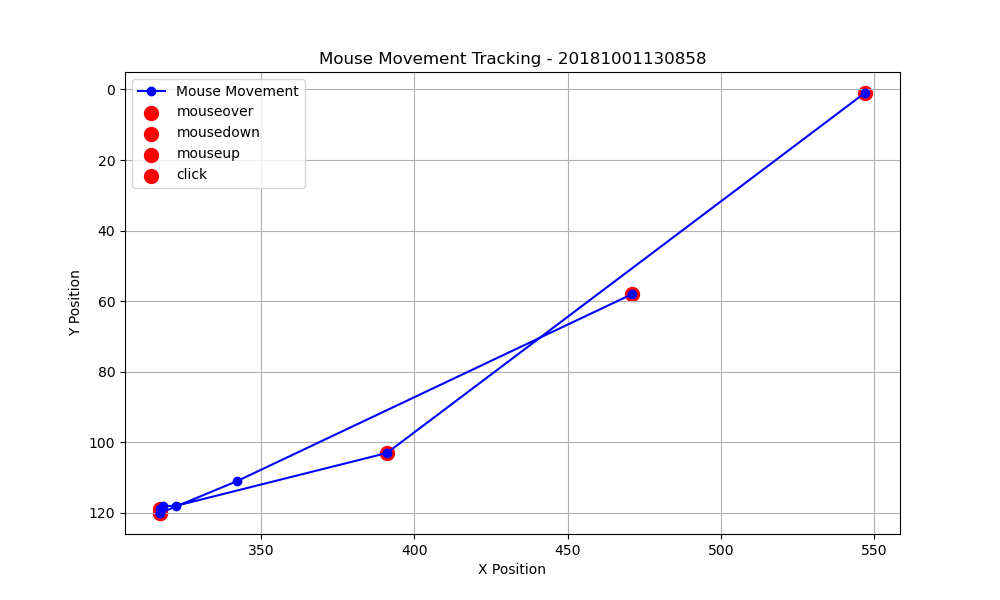 Mouse Movement Tracking - 20181001130858
Mouse Movement
mouseover
mousedown
mouseup
click
0
20
40
60
80
100
120
Y Position
350
400
450
500
550
X Position